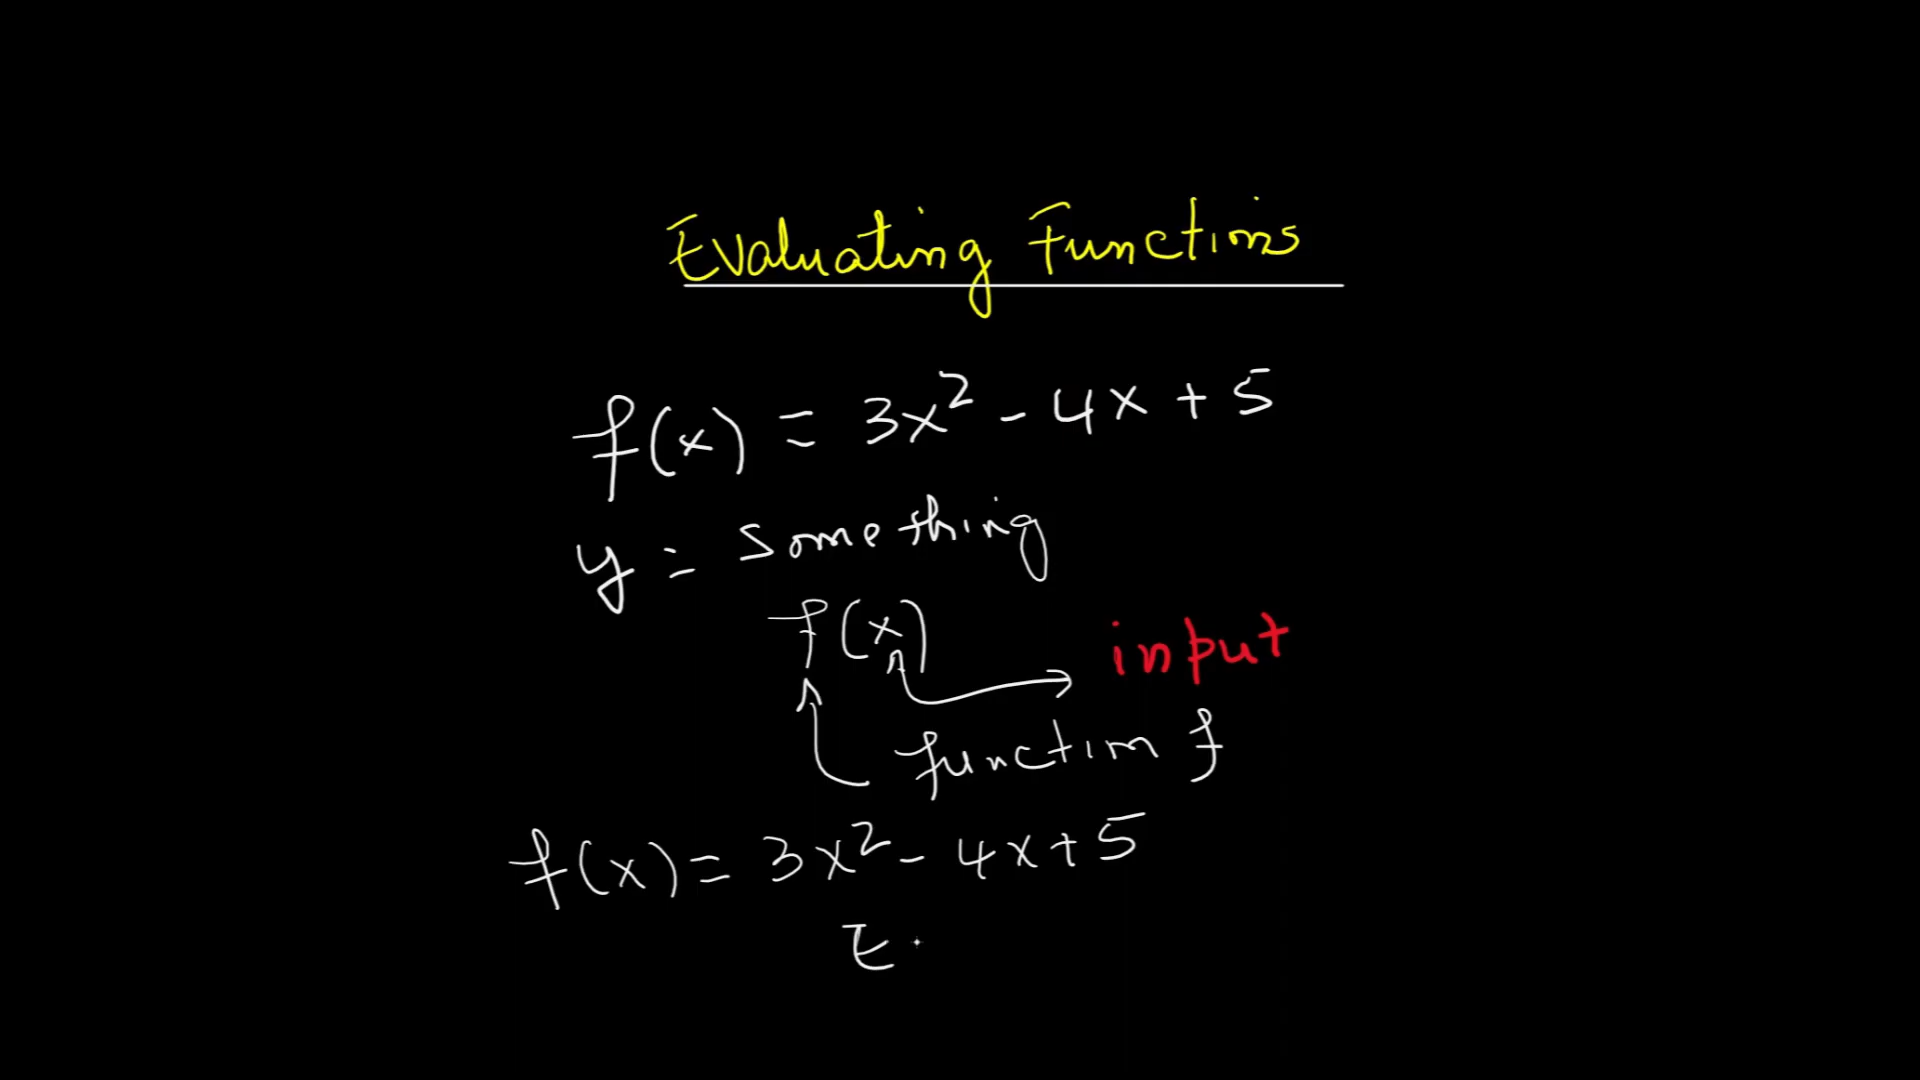 Evaluating Functions
f(x) = 3x² - 4x + 5
y = something
f(x)
input
function f
f(x) = 3x² - 4x + 5
E